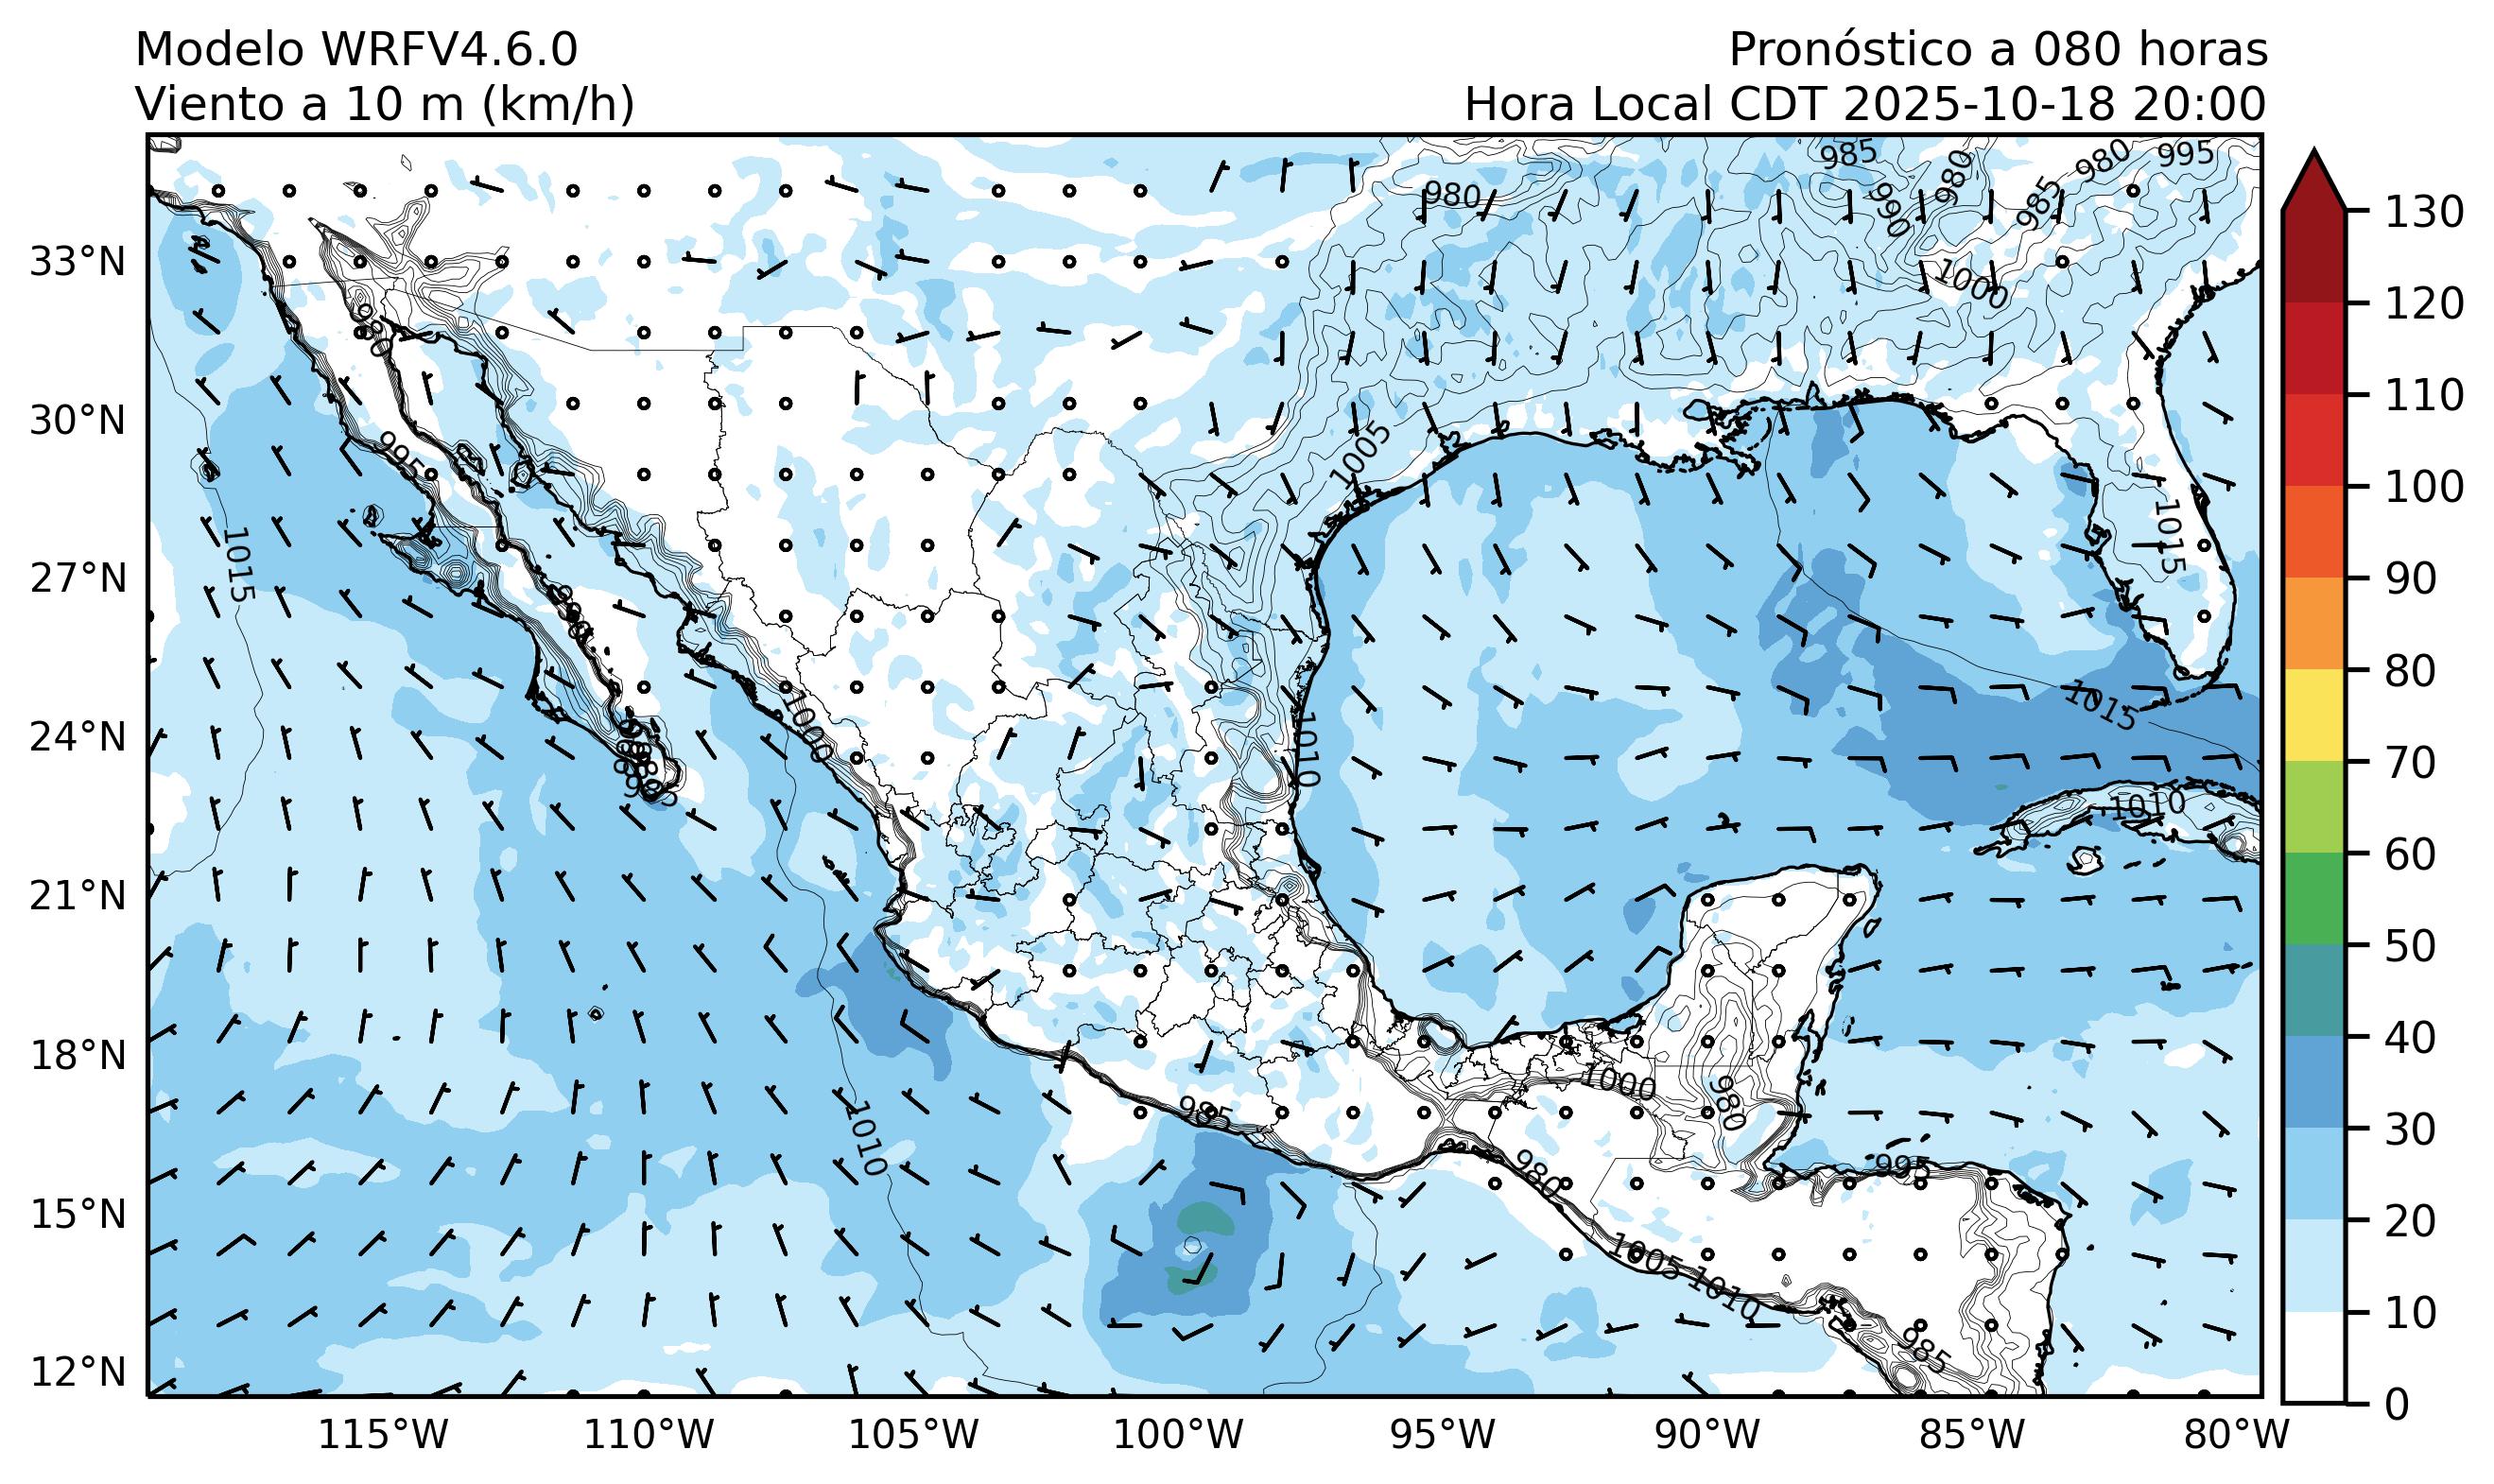 Modelo WRFV4.6.0
Pronóstico a 080 horas
Viento a 10 m (km/h)
Hora Local CDT 2025-10-18 20:00
985
980
995
980
980
985
990
1000
33°N
980
30°N
1005
995
1015
1015
27°N
1015
24°N
1000
1010
1010
21°N
18°N
1000
980
985
1010
995
980
15°N
1005
1010
985
12°N
115°W
110°W
105°W
100°W
95°W
90°W
85°W
80°W
130
120
110
100
90
80
70
60
50
40
30
20
10
0